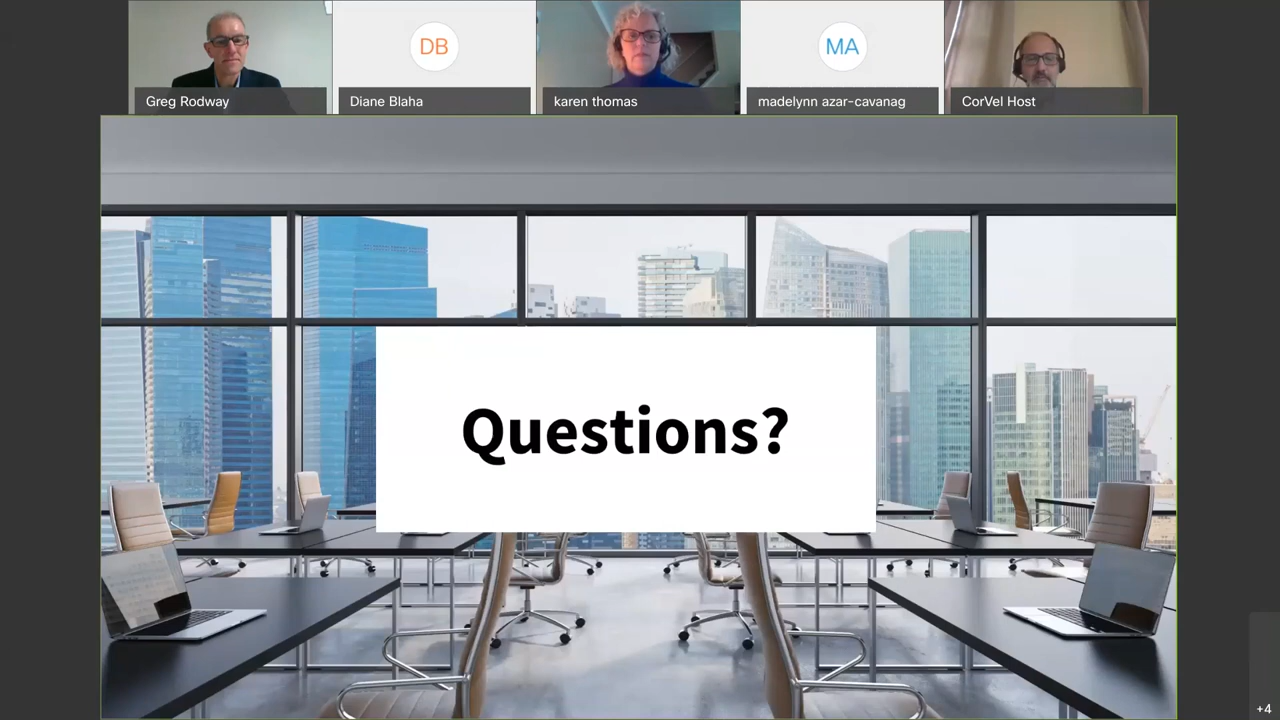 Greg Rodway
DB
Diane Blaha
karen thomas
MA
madelynn azar-cavanag
CorVel Host
Questions?
+4